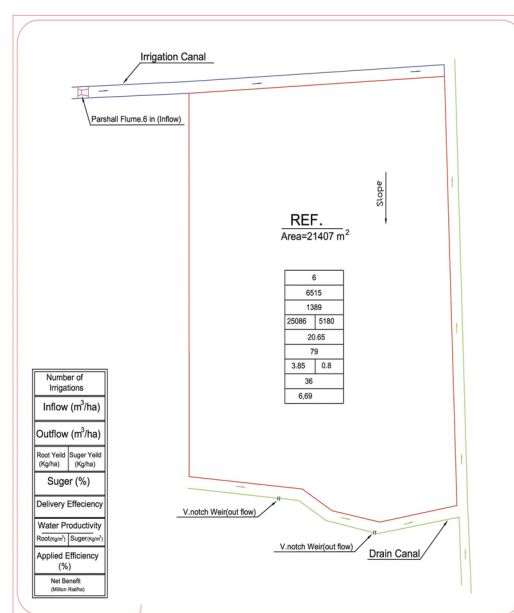 Irrigation Canal
Parshall Flume.6 in (Inflow)
Slope
REF.
Area=21407 m²
6
6515
1389
25086 5180
20.65
79
3.85 0.8
36
6,69
Number of
Irrigations
Inflow (m³/ha)
Outflow (m³/ha)
Root Yeild Suger Yeild
(Kg/ha) (Kg/ha)
Suger (%)
Delivery Effeciency
Water Productivity
Root(Kg/m³) Suger(Kg/m³)
Applied Efficiency
(%)
Net Benefit
(Million Rial/ha)
V.notch Weir(out flow)
V.notch Weir(out flow)
Drain Canal